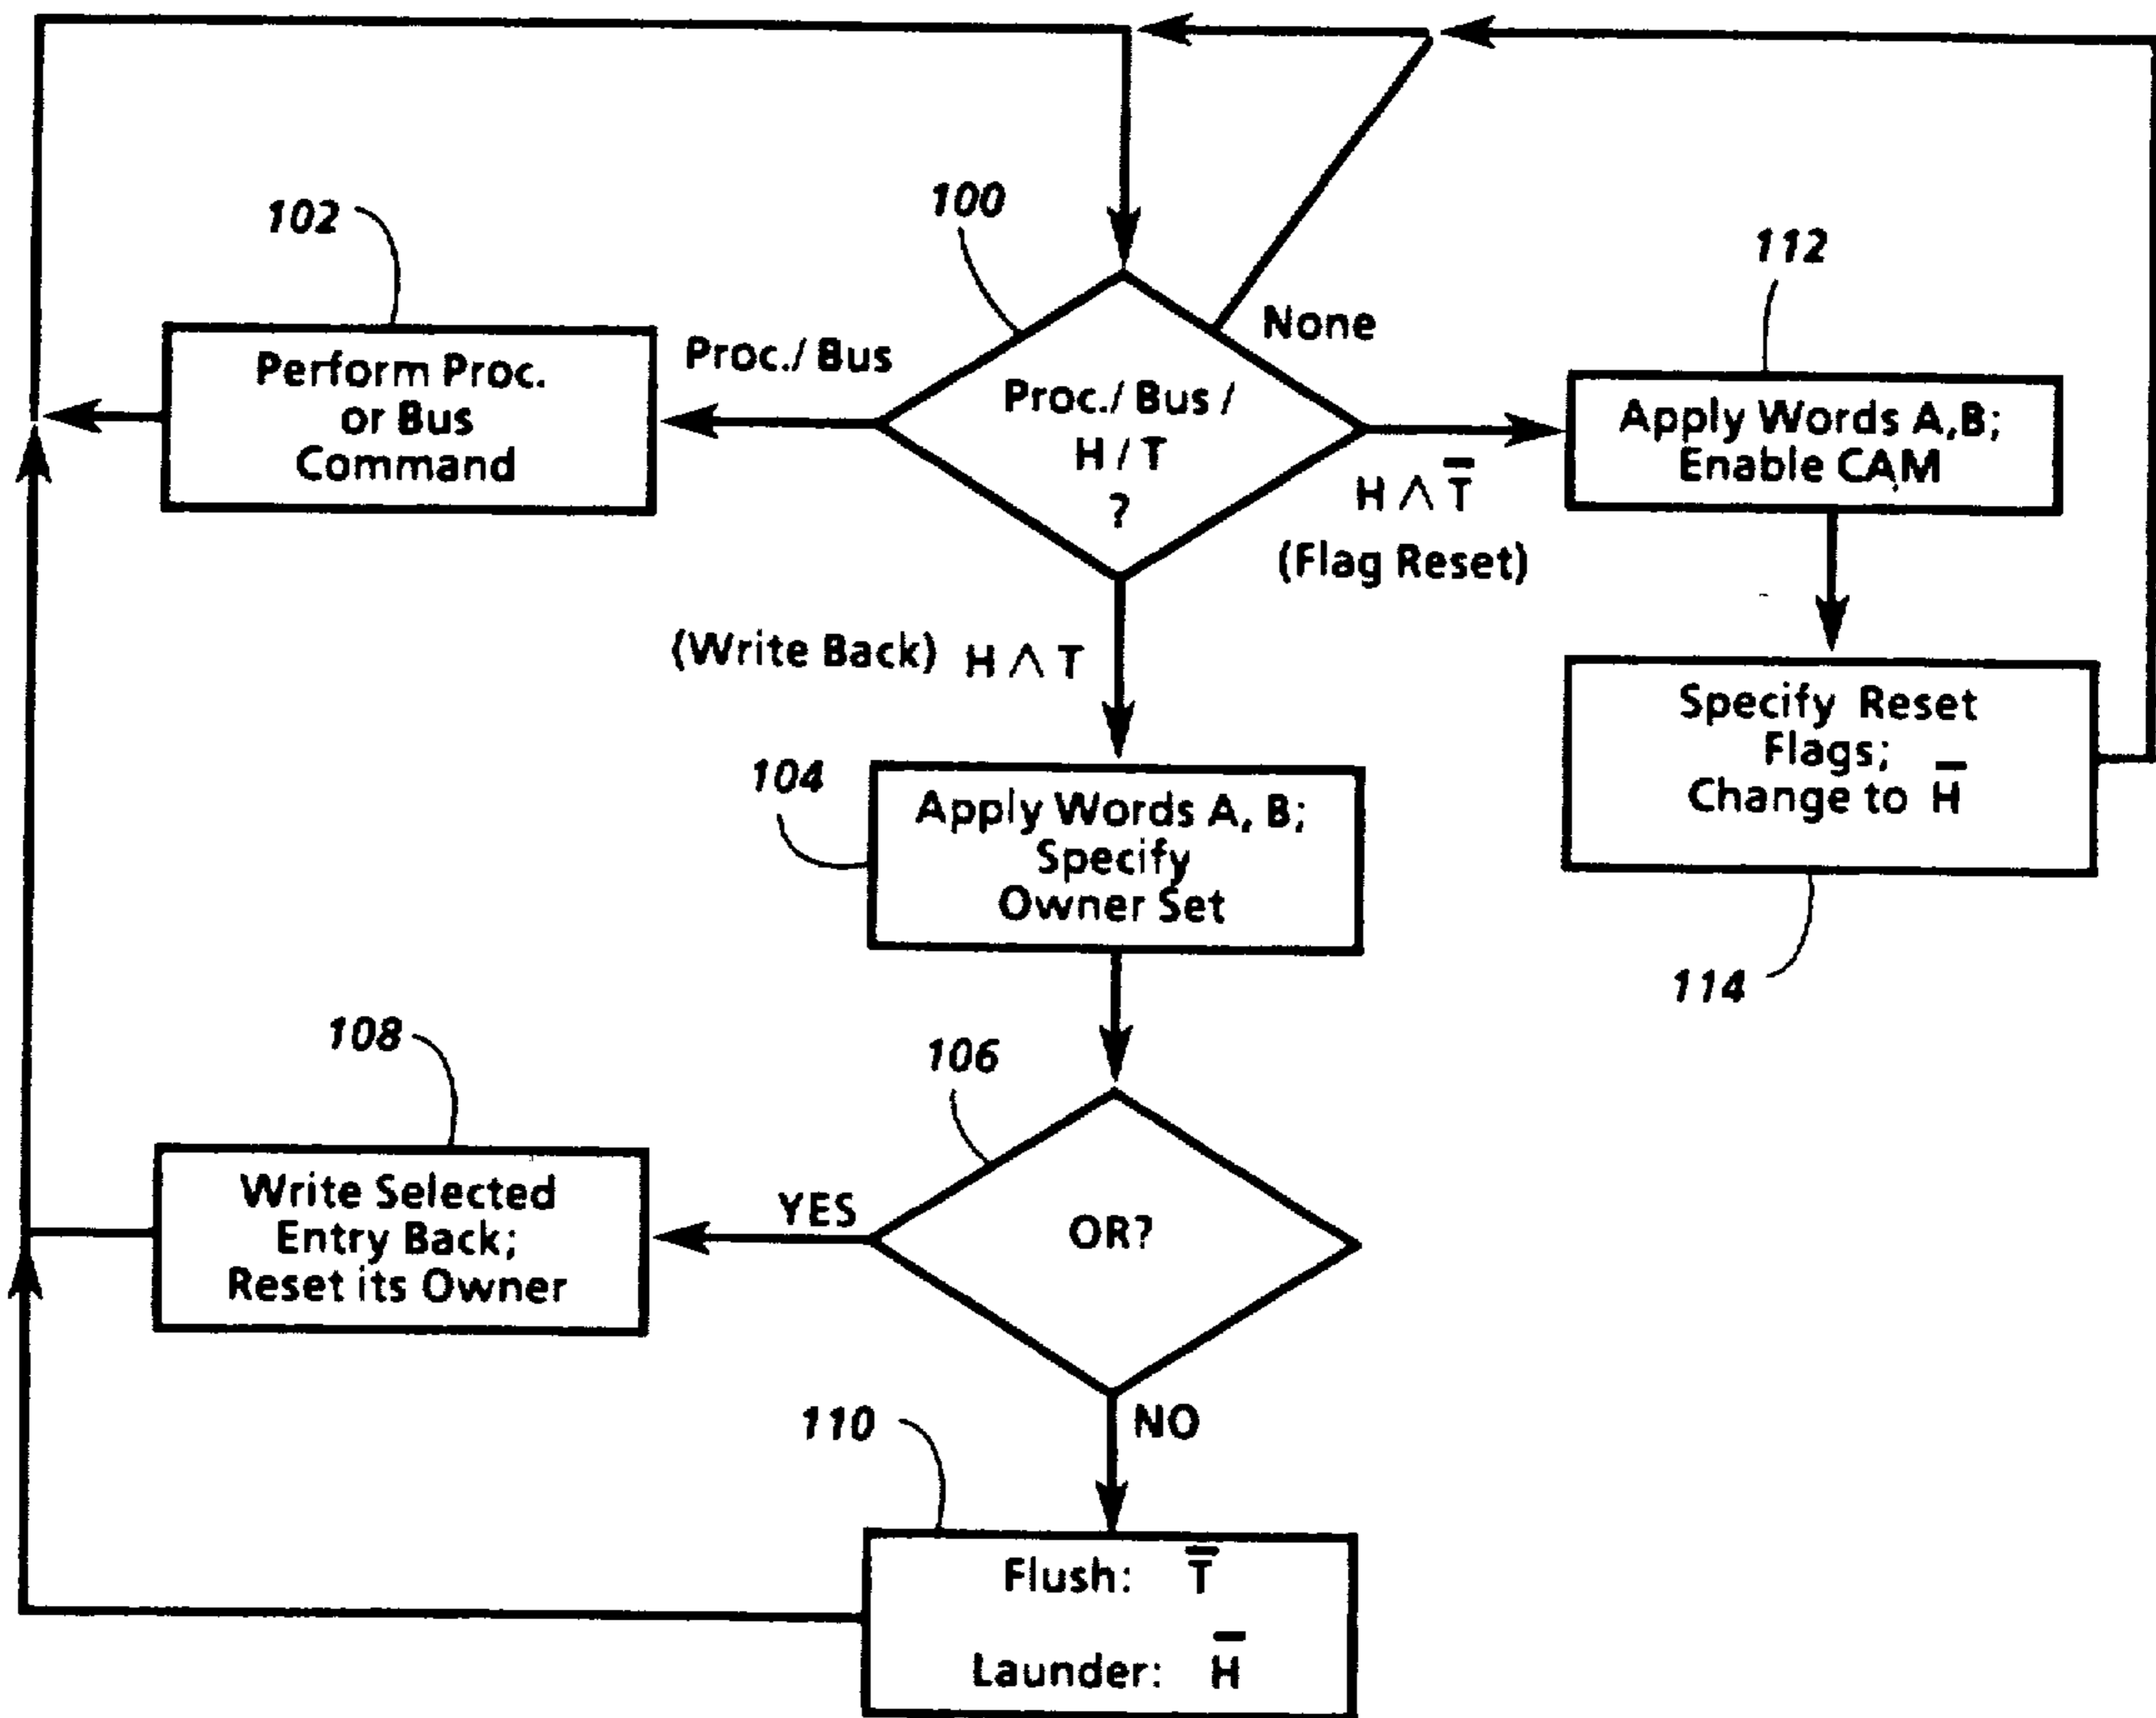 100
102
112
None
Proc./ Bus
Perform Proc.
or Bus
Command
Proc./ Bus /
H / T
?
Apply Words A,B;
Enable CAM
H ∧ T̅
(Flag Reset)
(Write Back) H ∧ T
Specify Reset
Flags;
Change to H̅
104
Apply Words A, B;
Specify
Owner Set
114
108
106
Write Selected
Entry Back;
Reset its Owner
YES
OR?
110
NO
Flush: T̅
Launder: H̅